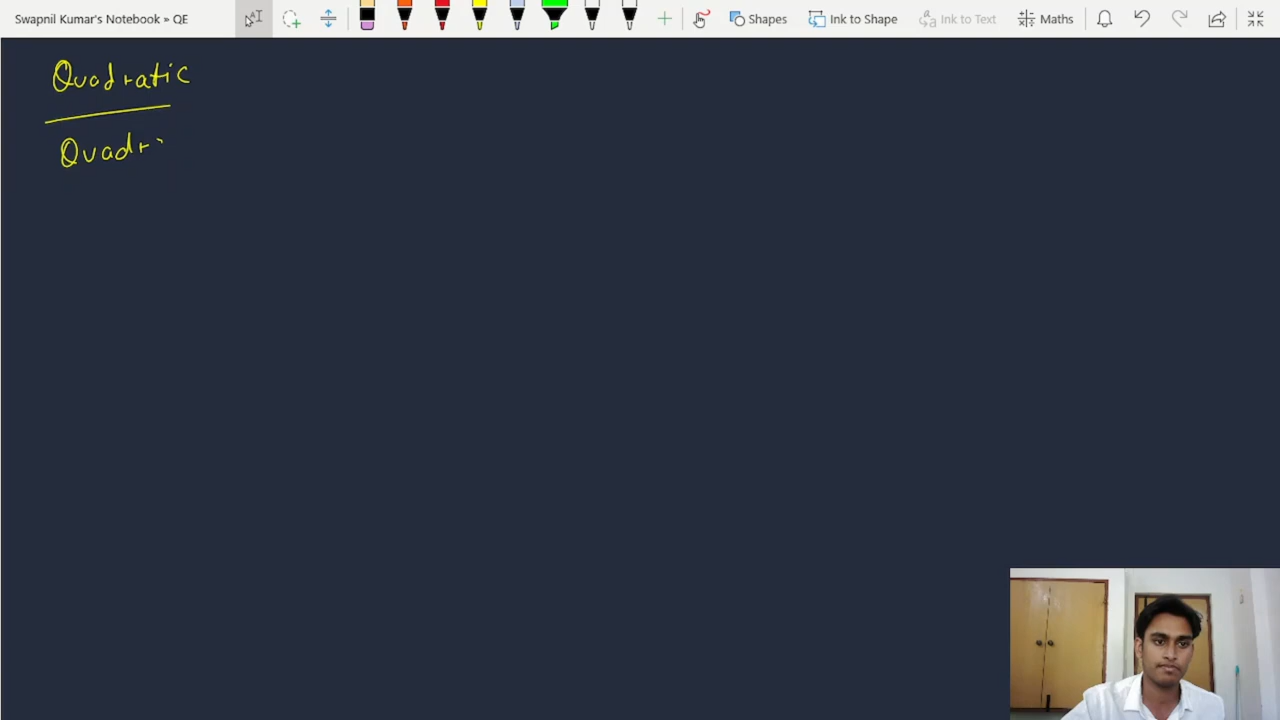 Swapnil Kumar's Notebook » QE
Shapes
Ink to Shape
Ink to Text
Maths
Quadratic
Quadr